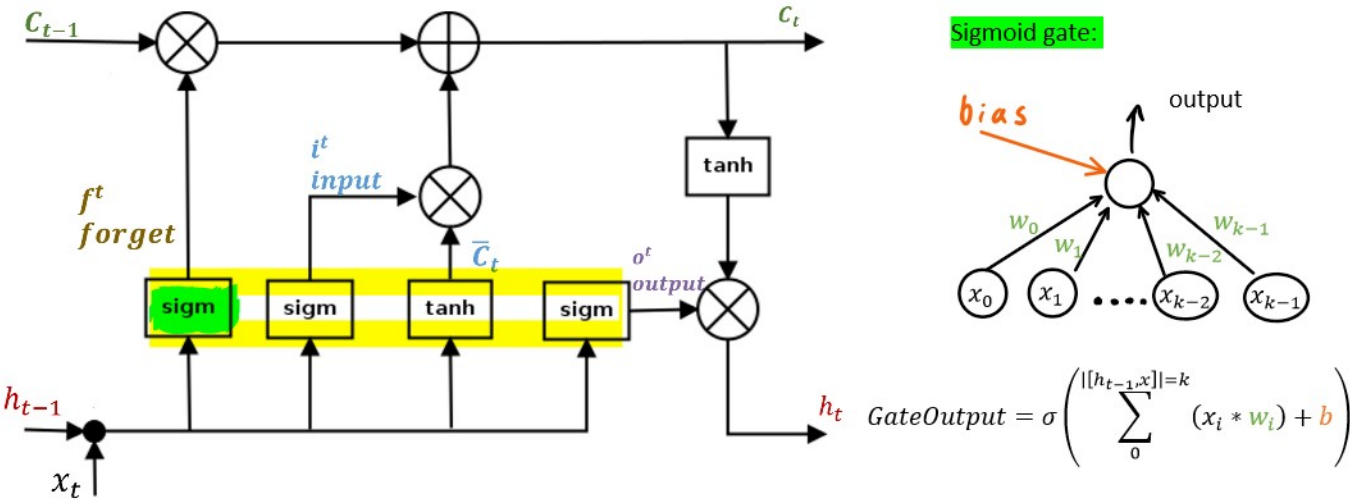 C_{t-1}
C_t
Sigmoid gate:
bias
output
tanh
i^t
input
f^t
forget
w_0
w_1
w_{k-2}
w_{k-1}
C̅_t
o^t
output
sigm
sigm
tanh
sigm
x_0
x_1
....
x_{k-2}
x_{k-1}
h_{t-1}
x_t
h_t
GateOutput = σ( ∑_{0}^{|[h_{t-1},x]|=k} (x_i * w_i) + b )